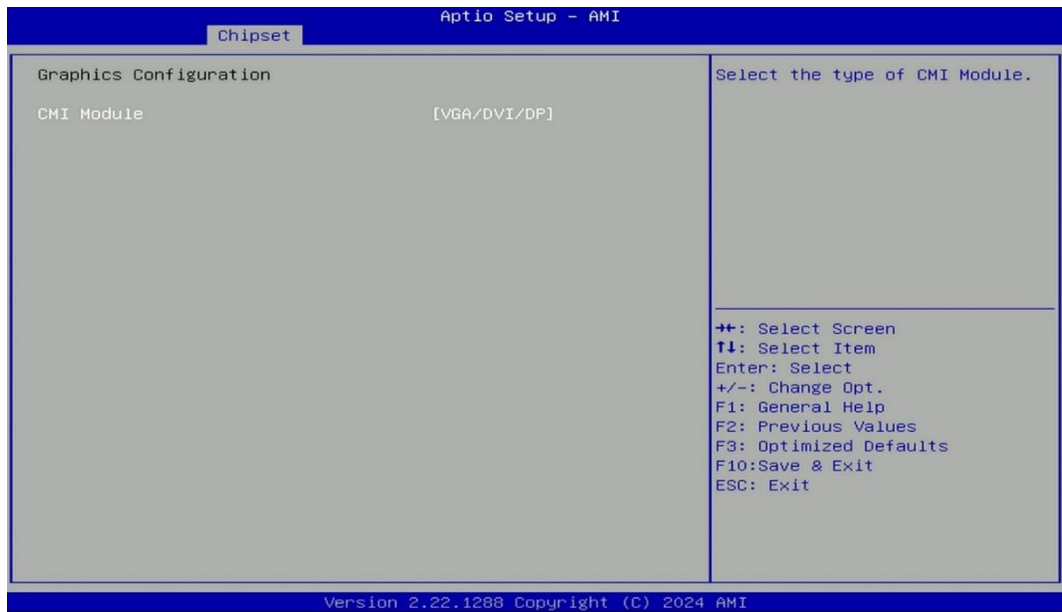 Aptio Setup – AMI
Chipset
Graphics Configuration
CMI Module [VGA/DVI/DP]
Select the type of CMI Module.
→←: Select Screen
↑↓: Select Item
Enter: Select
+/-: Change Opt.
F1: General Help
F2: Previous Values
F3: Optimized Defaults
F10:Save & Exit
ESC: Exit
Version 2.22.1288 Copyright (C) 2024 AMI